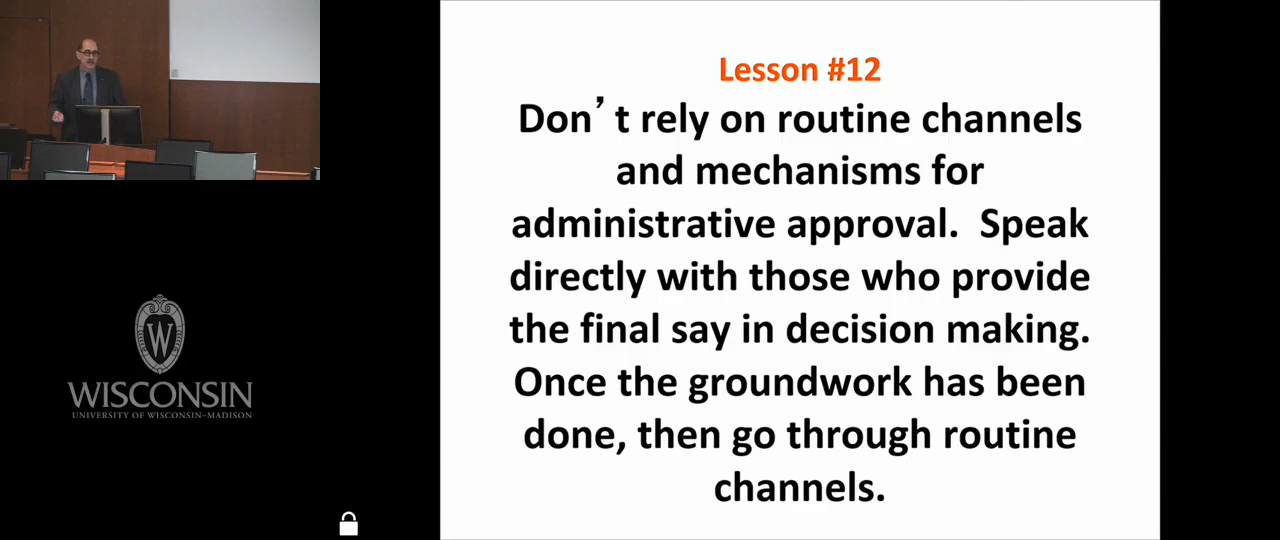 Lesson #12
Don’t rely on routine channels
and mechanisms for
administrative approval.  Speak
directly with those who provide
the final say in decision making.
Once the groundwork has been
done, then go through routine
channels.
W
WISCONSIN
UNIVERSITY OF WISCONSIN–MADISON